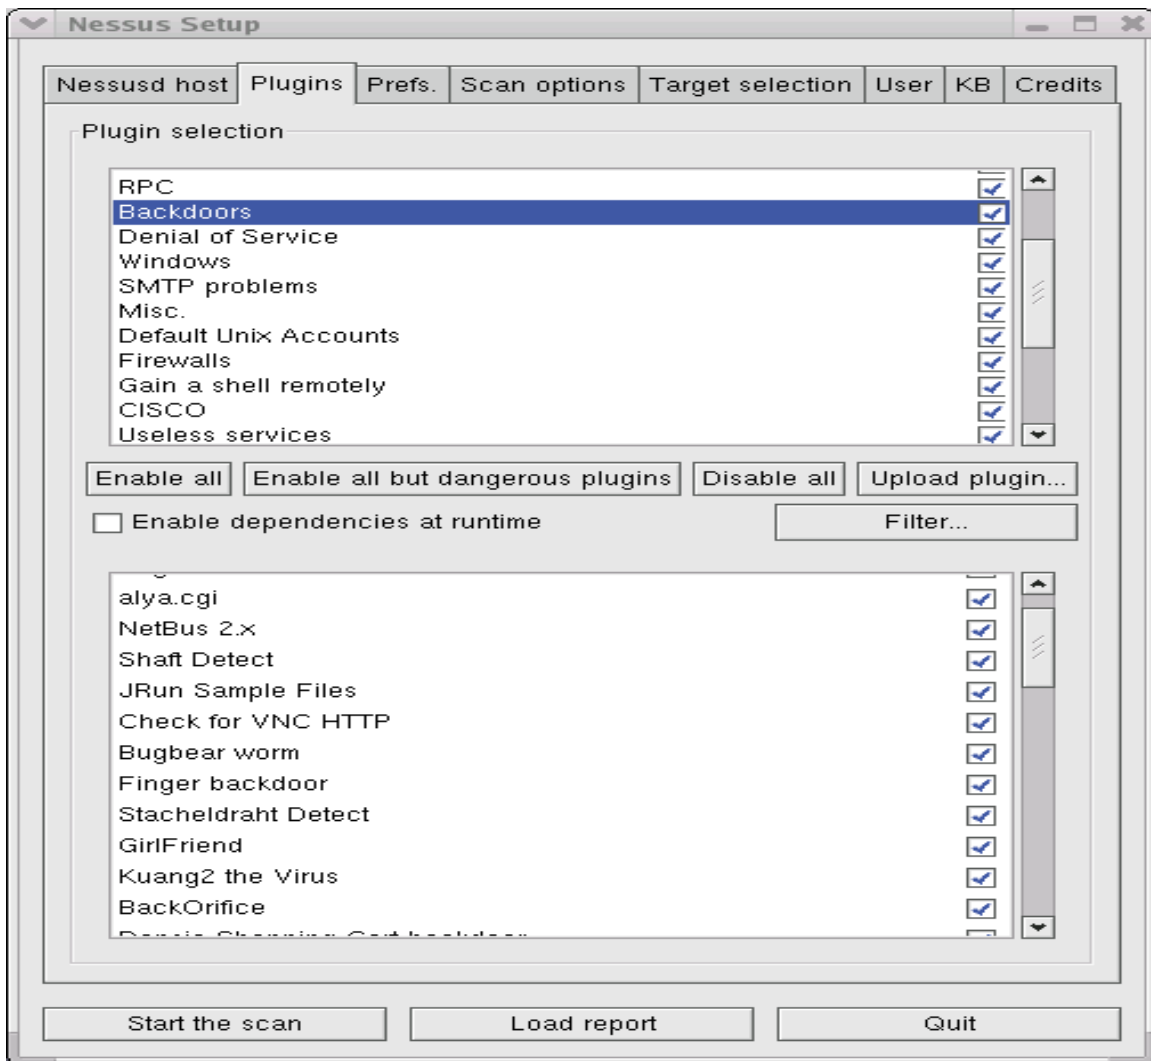 Nessus Setup
Nessusd host Plugins Prefs. Scan options Target selection User KB Credits
Plugin selection
RPC
Backdoors
Denial of Service
Windows
SMTP problems
Misc.
Default Unix Accounts
Firewalls
Gain a shell remotely
CISCO
Useless services
Enable all Enable all but dangerous plugins Disable all Upload plugin...
Enable dependencies at runtime Filter...
alya.cgi
NetBus 2.x
Shaft Detect
JRun Sample Files
Check for VNC HTTP
Bugbear worm
Finger backdoor
Stacheldraht Detect
GirlFriend
Kuang2 the Virus
BackOrifice
Start the scan Load report Quit